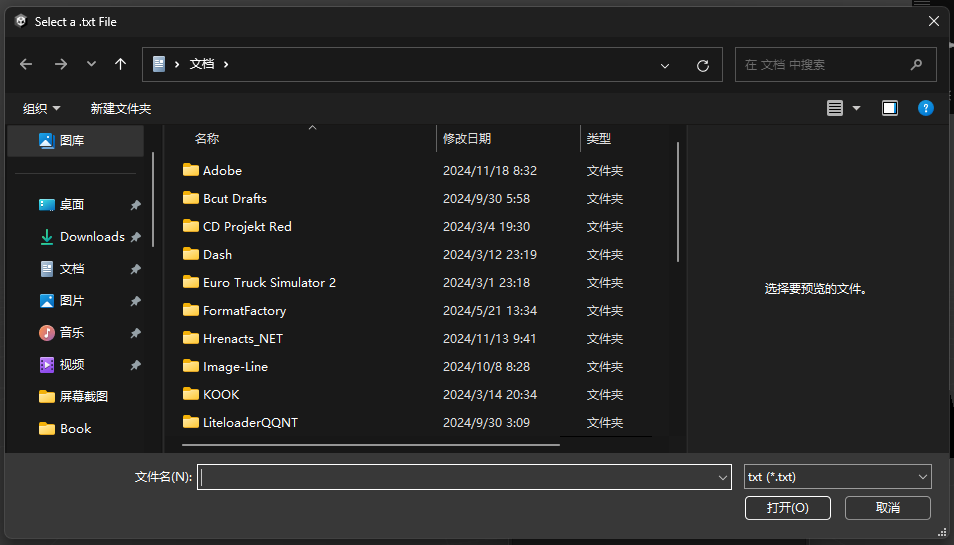 Select a .txt File
文档
在 文档 中搜索
组织
新建文件夹
图库
桌面
Downloads
文档
图片
音乐
视频
屏幕截图
Book
名称 修改日期 类型
Adobe 2024/11/18 8:32 文件夹
Bcut Drafts 2024/9/30 5:58 文件夹
CD Projekt Red 2024/3/4 19:30 文件夹
Dash 2024/3/12 23:19 文件夹
Euro Truck Simulator 2 2024/3/1 23:18 文件夹
FormatFactory 2024/5/21 13:34 文件夹
Hrenacts_NET 2024/11/13 9:41 文件夹
Image-Line 2024/10/8 8:28 文件夹
KOOK 2024/3/14 20:34 文件夹
LiteloaderQQNT 2024/9/30 3:09 文件夹
选择要预览的文件。
文件名(N):
txt (*.txt)
打开(O)
取消